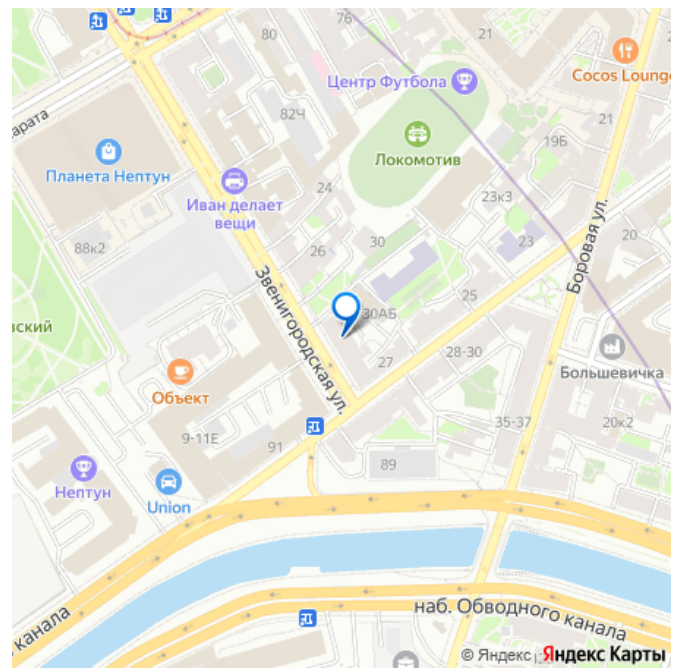 76
80
21
Центр Футбола
Cocos Lounge
82Ч
21
19Б
Локомотив
Планета Нептун
24
Иван делает
вещи
23к3
88к2
26
30
23
20
Боровая ул.
Звенигородская ул.
25
30АБ
27
28-30
Большевичка
Объект
9-11Е
91
35-37
20к2
89
Нептун
Union
канала
наб. Обводного канала
© Яндекс Яндекс Карты